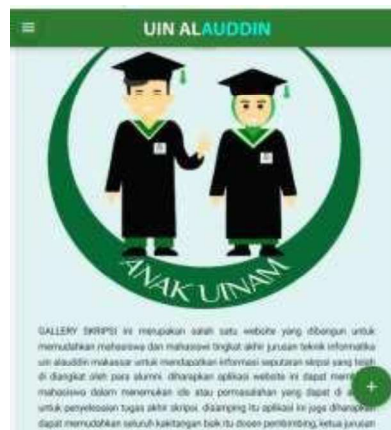 UIN ALAUDDIN
ANAK UINAM
GALLERY SKRIPSI ini merupakan salah satu website yang dibangun untuk
memudahkan mahasiswa dan mahasiswi tingkat akhir jurusan teknik informatika
uin alauddin makassar untuk mendapatkan informasi seputaran skripsi yang telah
di diangkat oleh para alumni. diharapkan aplikasi website ini dapat
mahasiswa dalam menemukan ide atau permasalahan yang dapat di
untuk penyelesaian tugas akhir skripsi. disamping itu aplikasi ini juga diharapkan
dapat memudahkan seluruh kaitangan baik itu dosen pembimbing, ketua jurusan